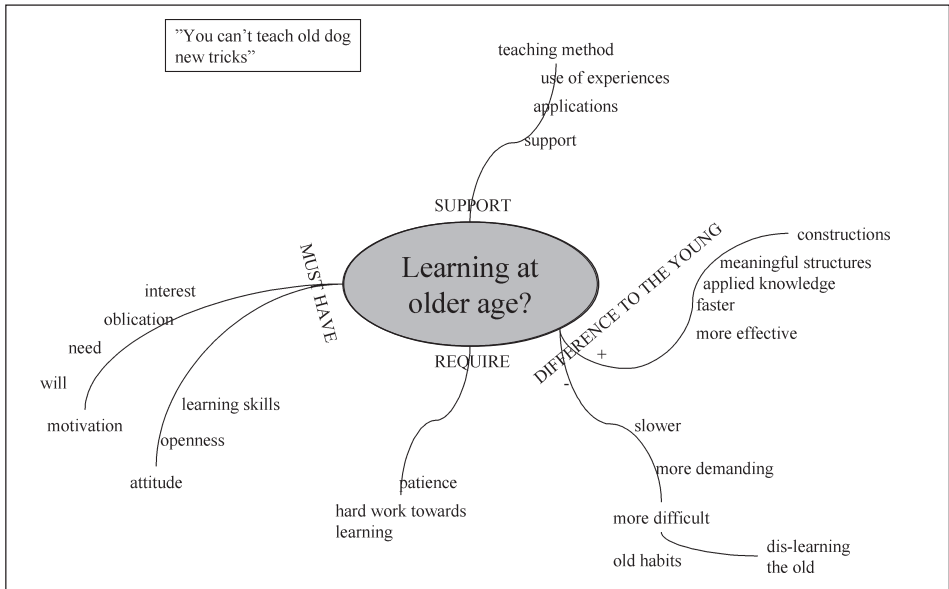 ”You can’t teach old dog
new tricks”
teaching method
use of experiences
applications
support
SUPPORT
Learning at
older age?
MUST HAVE
interest
oblication
need
will
motivation
learning skills
openness
attitude
REQUIRE
patience
hard work towards
learning
DIFFERENCE TO THE YOUNG
+
constructions
meaningful structures
applied knowledge
faster
more effective
-
slower
more demanding
more difficult
old habits
dis-learning
the old